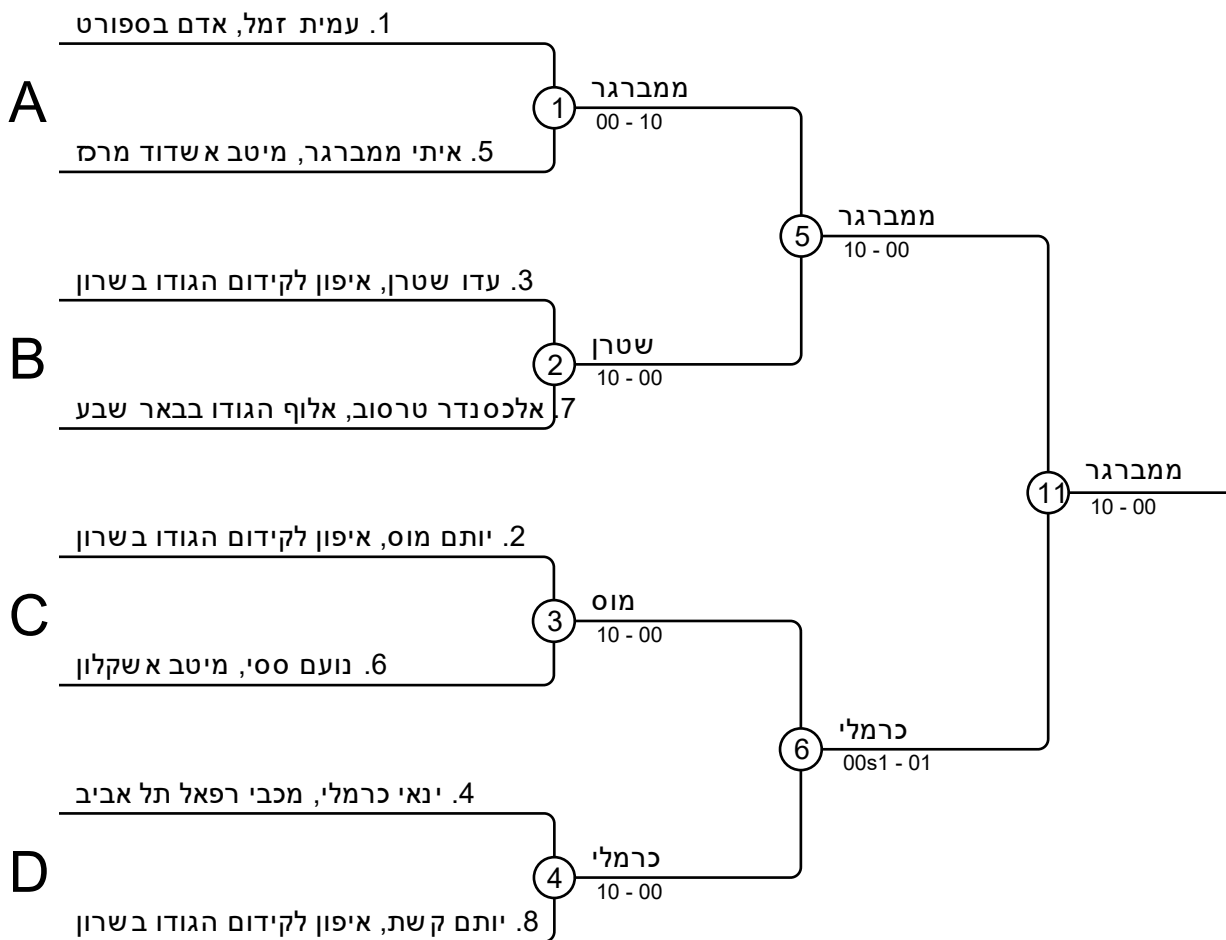 1. עמית זמל, אדם בספורט
A
1
ממברגר
00 - 10
5. איתי ממברגר, מיטב אשדוד מרכז
5
ממברגר
10 - 00
3. עדו שטרן, איפון לקידום הגודו בשרון
B
2
שטרן
10 - 00
7. אלכסנדר טרסוב, אלוף הגודו בבאר שבע
11
ממברגר
10 - 00
2. יותם מוס, איפון לקידום הגודו בשרון
C
3
מוס
10 - 00
6. נועם ססי, מיטב אשקלון
6
כרמלי
00s1 - 01
4. ינאי כרמלי, מכבי רפאל תל אביב
D
4
כרמלי
10 - 00
8. יותם קשת, איפון לקידום הגודו בשרון